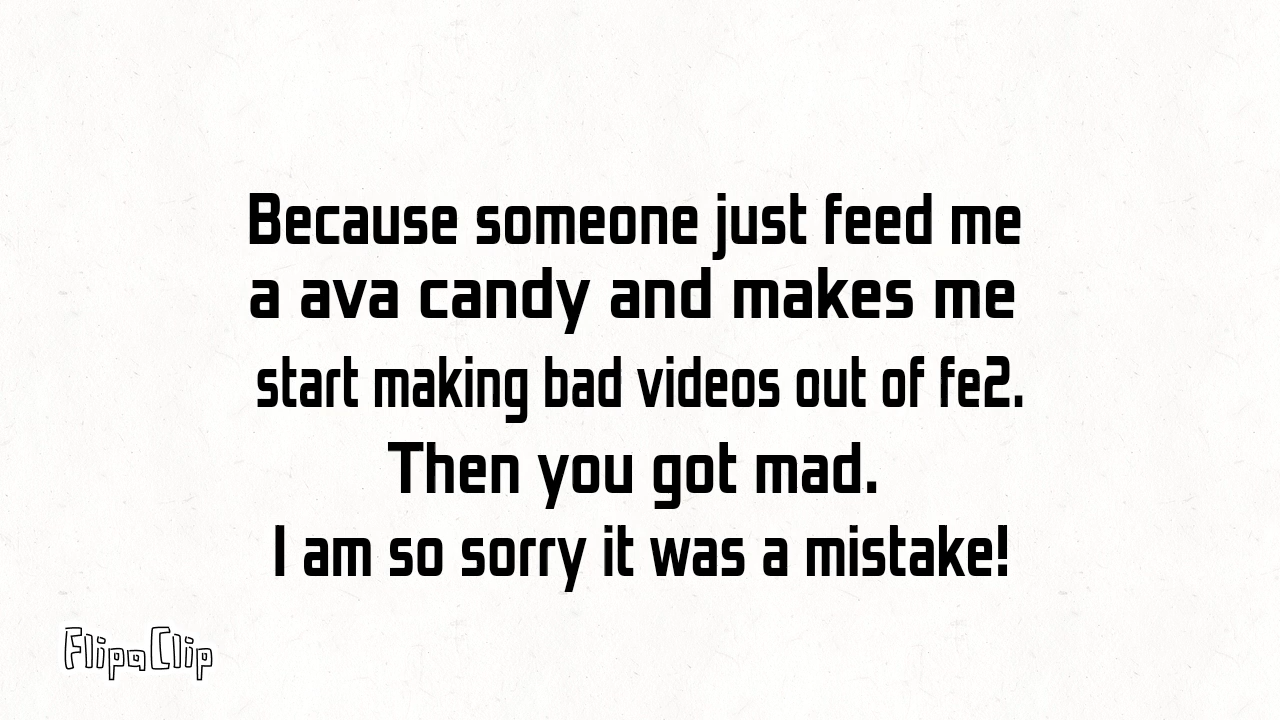 Because someone just feed me
a ava candy and makes me
start making bad videos out of fe2.
Then you got mad.
I am so sorry it was a mistake!
FlipaClip